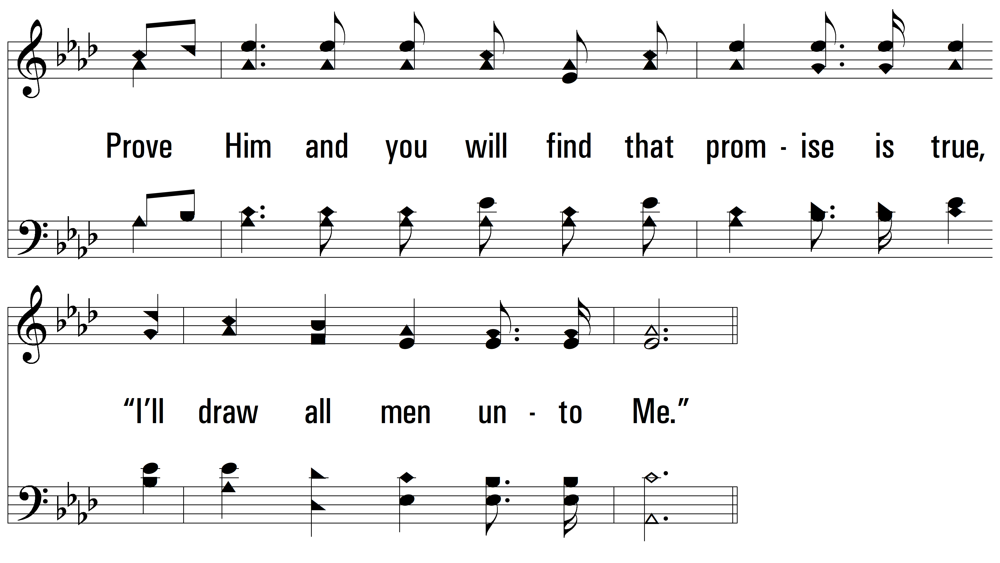 Prove Him and you will find that prom - ise is true,
“I’ll draw all men un - to Me.”